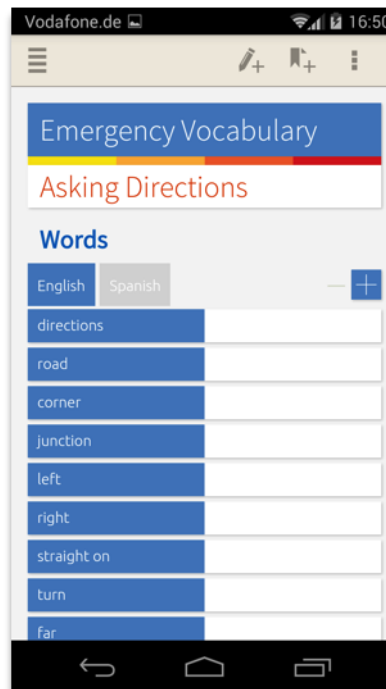 Vodafone.de 16:50
Emergency Vocabulary
Asking Directions
Words
English Spanish
directions
road
corner
junction
left
right
straight on
turn
far